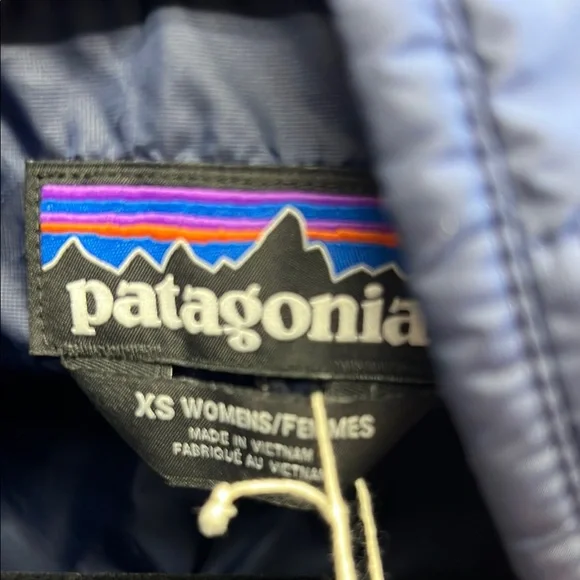 patagonia
XS WOMENS/FEMMES
MADE IN VIETNAM
FABRIQUÉ AU VIETNAM